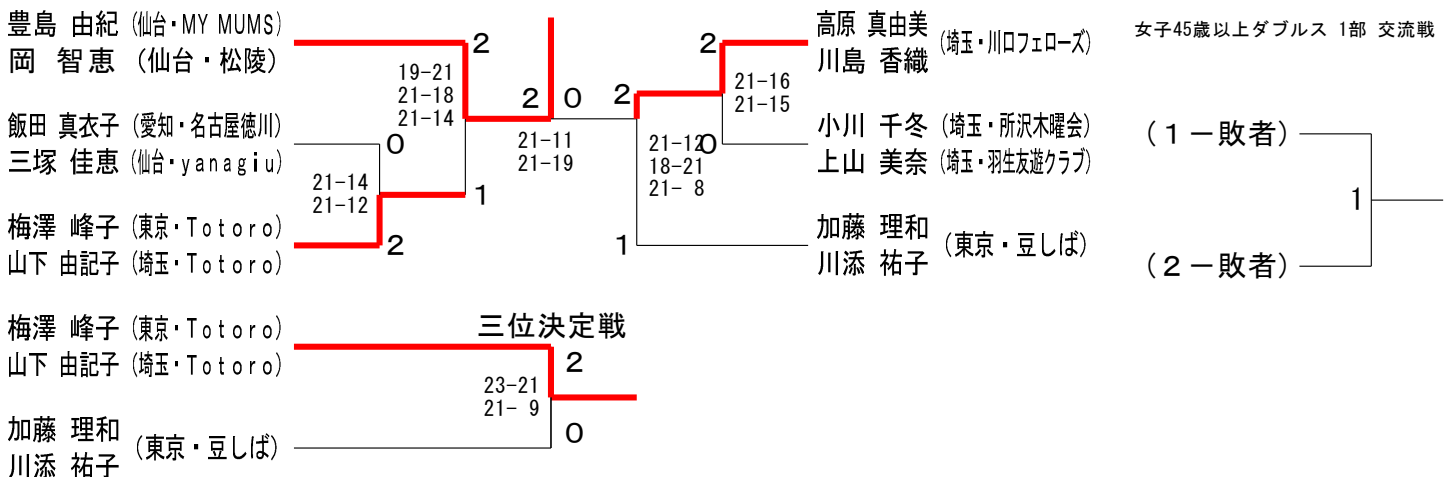 豊島 由紀 (仙台・MY MUMS)
岡 智恵 (仙台・松陵)
飯田 真衣子 (愛知・名古屋徳川)
三塚 佳恵 (仙台・yanagiu)
梅澤 峰子 (東京・Totoro)
山下 由記子 (埼玉・Totoro)
2
19-21
21-18
21-14
0
21-14
21-12
1
2
2 0
21-11
21-19
高原 真由美
川島 香織
(埼玉・川口フェローズ)
小川 千冬 (埼玉・所沢木曜会)
上山 美奈 (埼玉・羽生友遊クラブ)
加藤 理和
川添 祐子
(東京・豆しば)
2
21-16
21-15
2
0
21-12
18-21
21- 8
1
女子45歳以上ダブルス 1部 交流戦
(1-敗者)
1
(2-敗者)
三位決定戦
梅澤 峰子 (東京・Totoro)
山下 由記子 (埼玉・Totoro)
加藤 理和
川添 祐子
(東京・豆しば)
2
23-21
21- 9
0